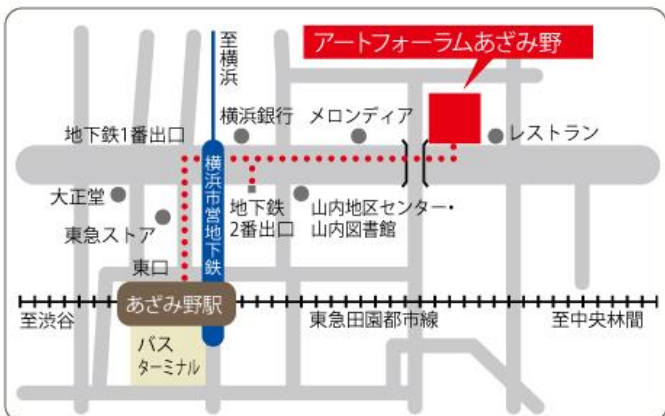 至横浜
アートフォーラムあざみ野
横浜銀行
メロンディア
レストラン
地下鉄1番出口
横浜市営地下鉄
大正堂
東急ストア
地下鉄
2番出口
山内地区センター・
山内図書館
東口
あざみ野駅
至渋谷
東急田園都市線
至中央林間
バス
ターミナル